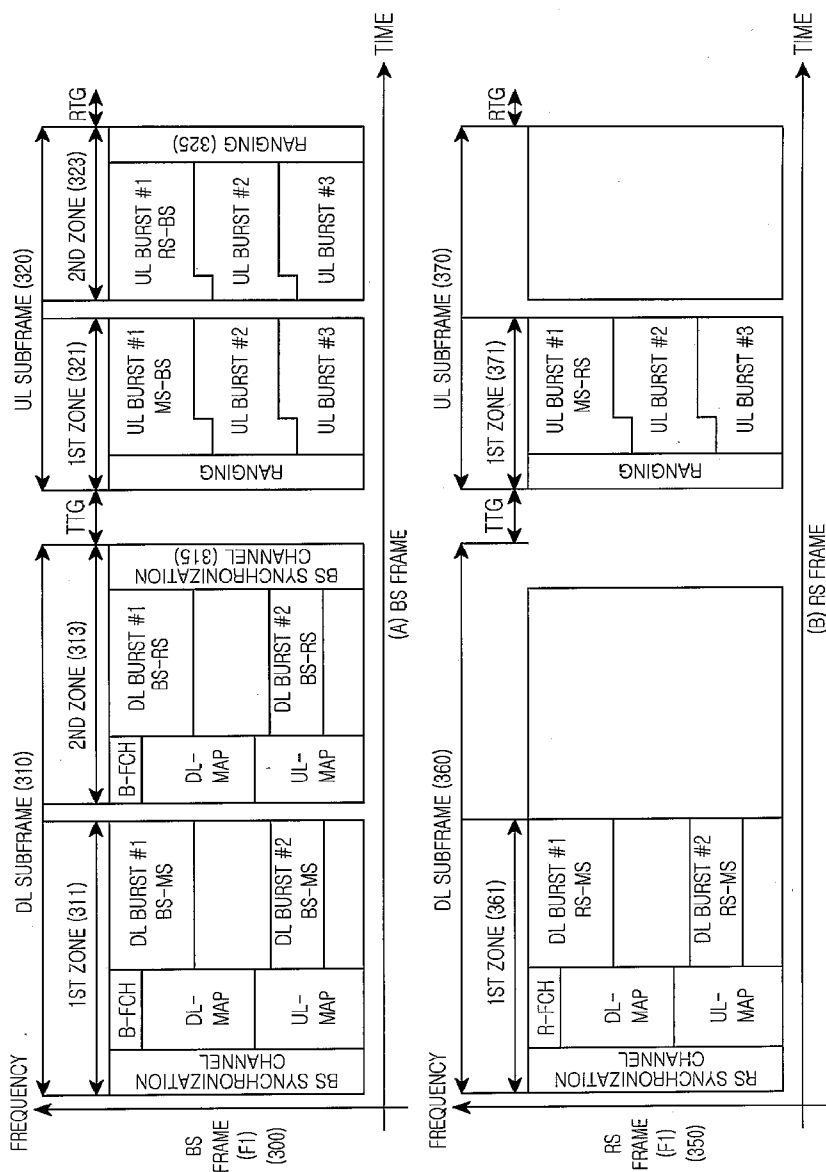 FREQUENCY
DL SUBFRAME (310)
UL SUBFRAME (320)
1ST ZONE (311)
2ND ZONE (313)
TTG
1ST ZONE (321)
2ND ZONE (323)
RTG
BS
FRAME
(F1)
(300)
BS SYNCHRONIZATION
CHANNEL
B-FCH
DL-
MAP
UL-
MAP
DL BURST #1
BS-MS
DL BURST #2
BS-MS
B-FCH
DL-
MAP
UL-
MAP
DL BURST #1
BS-RS
DL BURST #2
BS-RS
BS SYNCHRONIZATION
CHANNEL (315)
RANGING
UL BURST #1
MS-BS
UL BURST #2
UL BURST #3
UL BURST #1
RS-BS
UL BURST #2
UL BURST #3
RANGING (325)
TIME
(A) BS FRAME
FREQUENCY
DL SUBFRAME (360)
UL SUBFRAME (370)
1ST ZONE (361)
TTG
1ST ZONE (371)
RTG
RS
FRAME
(F1)
(350)
RS SYNCHRONIZATION
CHANNEL
R-FCH
DL-
MAP
UL-
MAP
DL BURST #1
RS-MS
DL BURST #2
RS-MS
RANGING
UL BURST #1
MS-RS
UL BURST #2
UL BURST #3
TIME
(B) RS FRAME